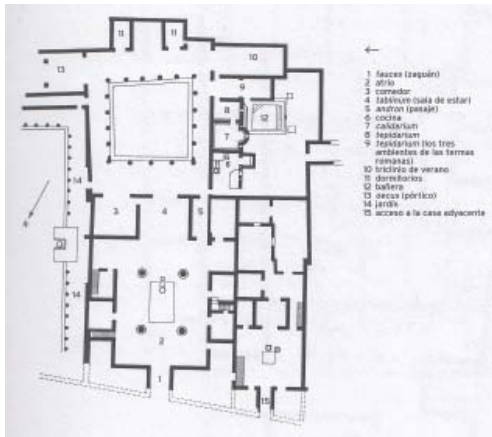 11 11
10
13
9
8
12
7
6
14
3 4 5
14
2
1
15
1 fauces (zaguán)
2 atrio
3 comedor
4 tablinum (sala de estar)
5 andron (pasaje)
6 cocina
7 calidarium
8 tepidarium
9 tepidarium (los tres
ambientes de las termas
romanas)
10 triclinio de verano
11 dormitorios
12 bañera
13 oecus (pórtico)
14 jardín
15 acceso a la casa adyacente